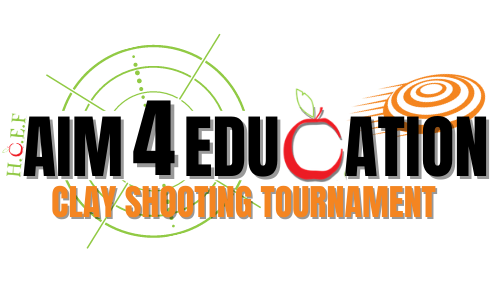 H.C.E.F
AIM 4 EDUCATION
CLAY SHOOTING TOURNAMENT